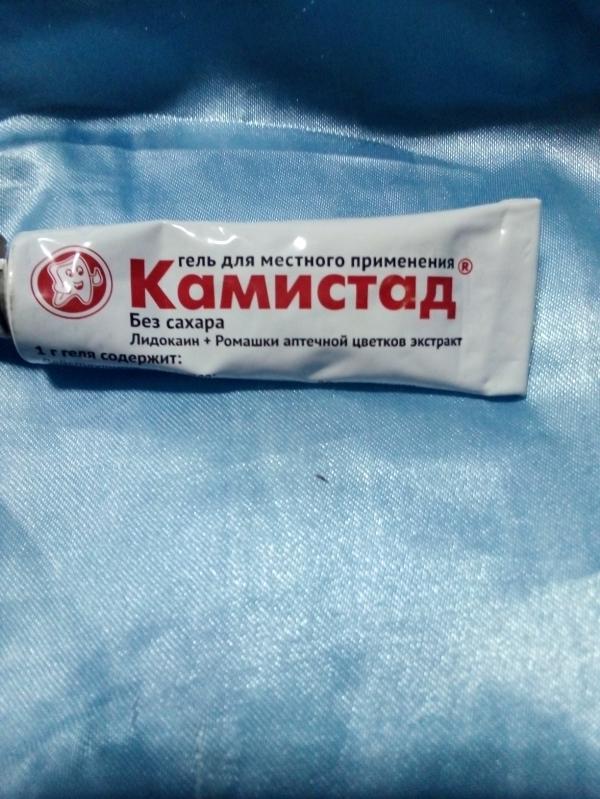 гель для местного применения
Камистад®
Без сахара
Лидокаин + Ромашки аптечной цветков экстракт
1 г геля содержит: